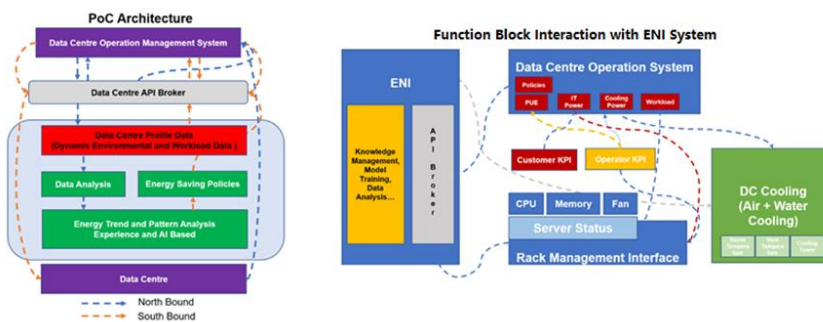 PoC Architecture
Data Centre Operation Management System
Data Centre API Broker
Data Centre Profile Data
(Dynamic Environmental and Workload Data )
Data Analysis
Energy Saving Policies
Energy Trend and Pattern Analysis
Experience and AI Based
Data Centre
North Bound
South Bound
Function Block Interaction with ENI System
ENI
Knowledge
Management,
Model
Training,
Data
Analysis...
API Broker
Data Centre Operation System
Policies
PUE
IT
Power
Cooling
Power
Workload
Customer KPI
Operator KPI
CPU
Memory
Fan
Server Status
Rack Management Interface
DC Cooling
(Air + Water
Cooling)
Cooling
Tower